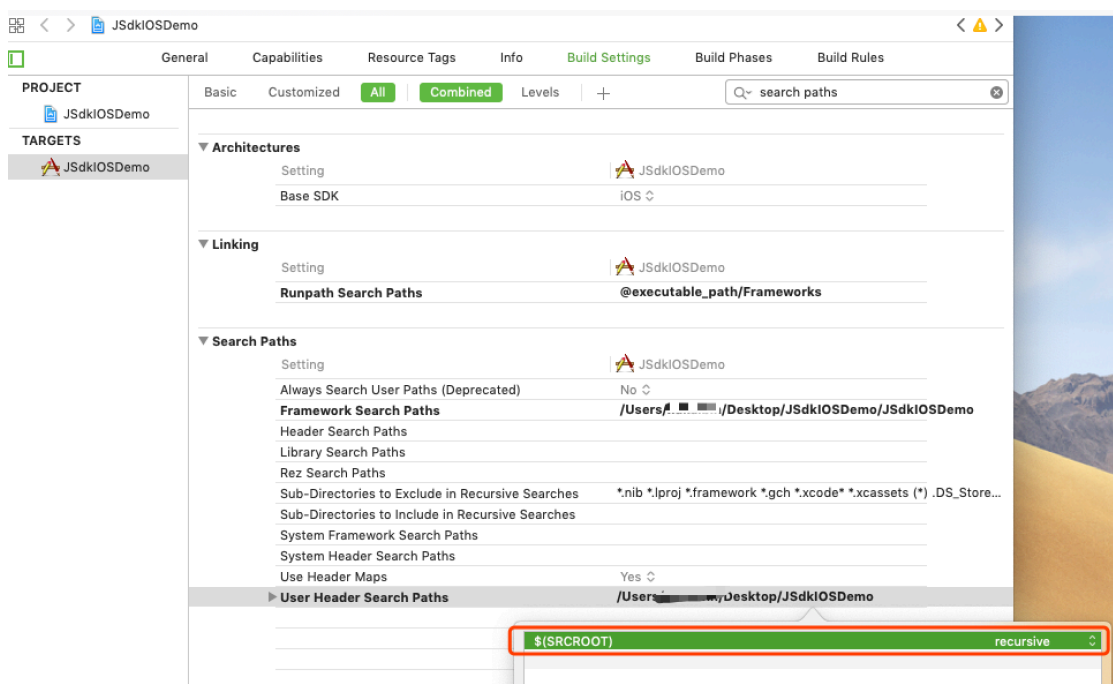 JSdkIOSDemo
General Capabilities Resource Tags Info Build Settings Build Phases Build Rules
PROJECT
JSdkIOSDemo
TARGETS
JSdkIOSDemo
Basic Customized All Combined Levels + search paths
Architectures
Setting JSdkIOSDemo
Base SDK iOS
Linking
Setting JSdkIOSDemo
Runpath Search Paths @executable_path/Frameworks
Search Paths
Setting JSdkIOSDemo
Always Search User Paths (Deprecated) No
Framework Search Paths /Users/ /Desktop/JSdkIOSDemo/JSdkIOSDemo
Header Search Paths
Library Search Paths
Rez Search Paths
Sub-Directories to Exclude in Recursive Searches *.nib *.lproj *.framework *.gch *.xcode* *.xcassets (*) .DS_Store...
Sub-Directories to Include in Recursive Searches
System Framework Search Paths
System Header Search Paths
Use Header Maps Yes
User Header Search Paths /Users /Desktop/JSdkIOSDemo
$(SRCROOT) recursive